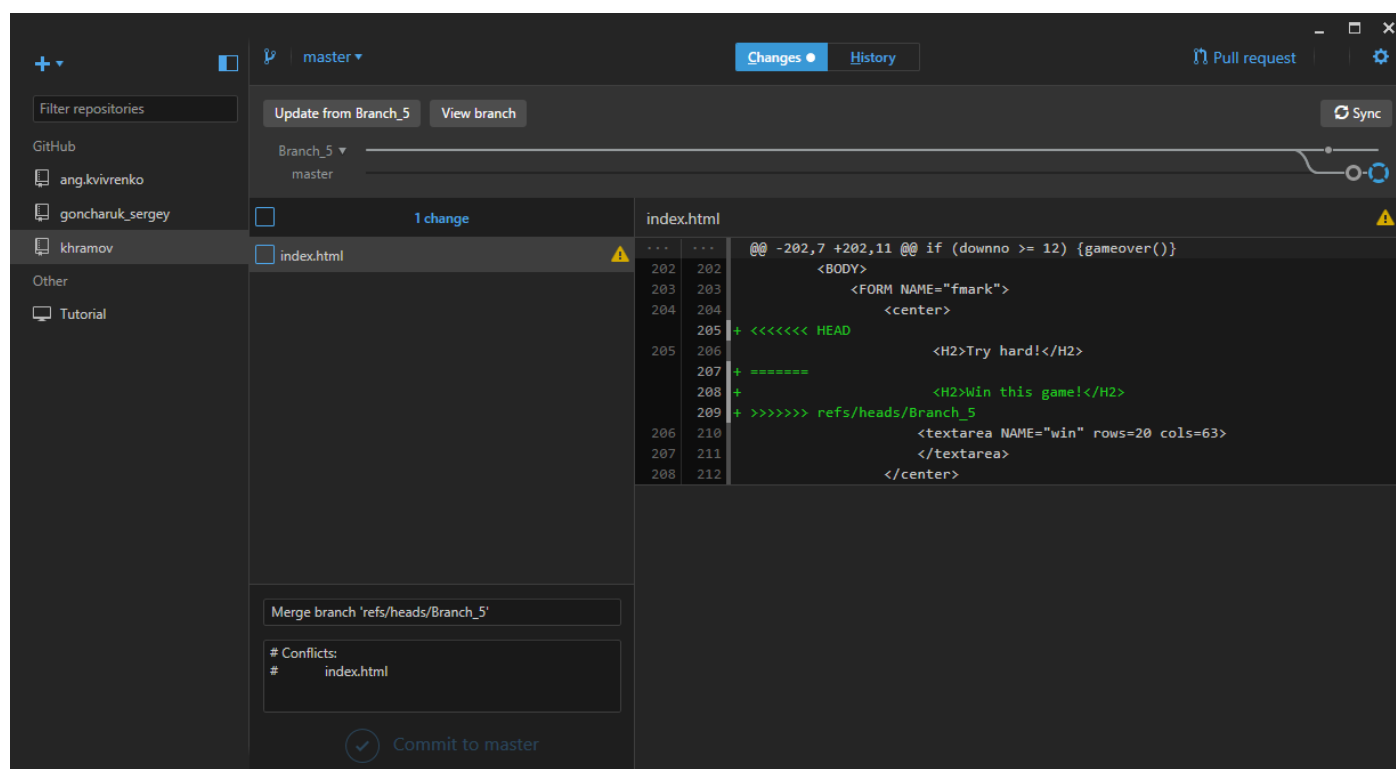 master
Changes
History
Pull request
Filter repositories
GitHub
ang.kvivrenko
goncharuk_sergey
khramov
Other
Tutorial
Update from Branch_5
View branch
Sync
Branch_5
master
1 change
index.html
index.html
... ... @@ -202,7 +202,11 @@ if (downno >= 12) {gameover()}
202 202 <BODY>
203 203 <FORM NAME="fmark">
204 204 <center>
205 + <<<<<<< HEAD
205 206 <H2>Try hard!</H2>
207 + =======
208 + <H2>Win this game!</H2>
209 + >>>>>>> refs/heads/Branch_5
206 210 <textarea NAME="win" rows=20 cols=63>
207 211 </textarea>
208 212 </center>
Merge branch 'refs/heads/Branch_5'
# Conflicts:
# index.html
Commit to master